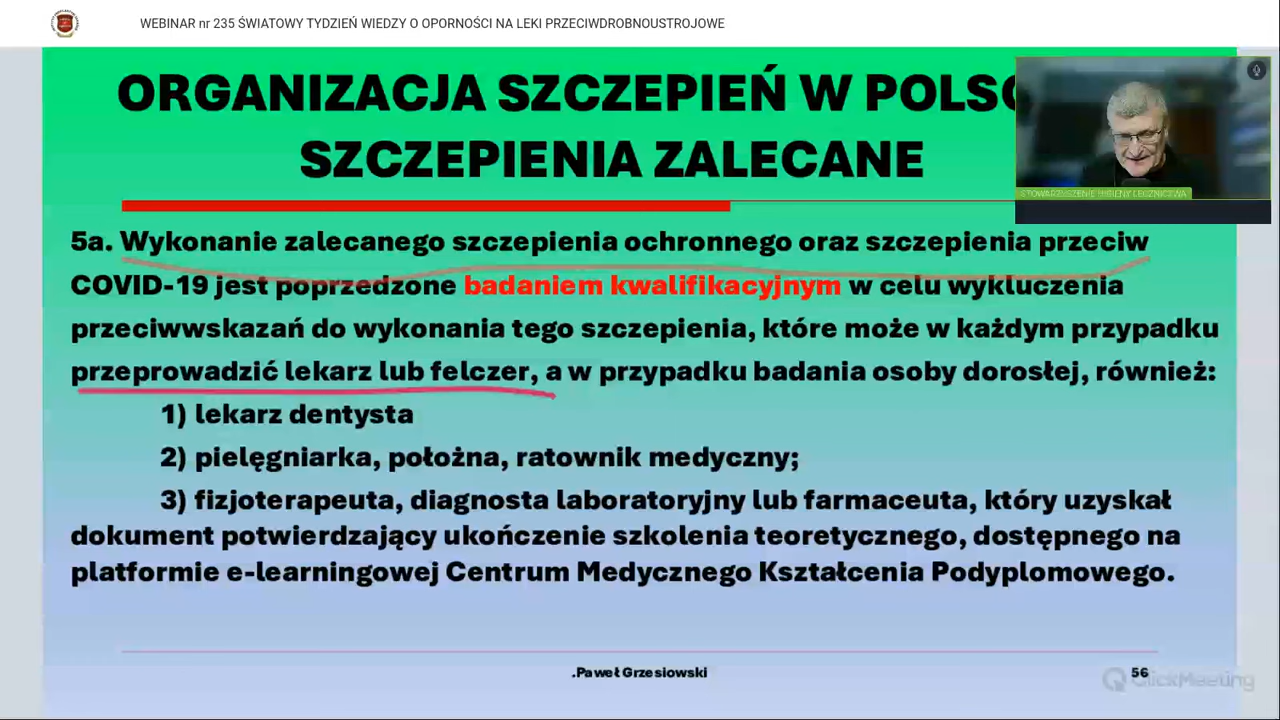 WEBINAR nr 235 ŚWIATOWY TYDZIEŃ WIEDZY O OPORNOŚCI NA LEKI PRZECIWDROBNOUSTROJOWE
ORGANIZACJA SZCZEPIEŃ W
SZCZEPIENIA ZALECANE
STOWARZYSZENIE HIGIENY LECZNICTWA
5a. Wykonanie zalecanego szczepienia ochronnego oraz szczepienia przeciw
COVID-19 jest poprzedzone badaniem kwalifikacyjnym w celu wykluczenia
przeciwwskazań do wykonania tego szczepienia, które może w każdym przypadku
przeprowadzić lekarz lub felczer, a w przypadku badania osoby dorosłej, również:
1) lekarz dentysta
2) pielęgniarka, położna, ratownik medyczny;
3) fizjoterapeuta, diagnosta laboratoryjny lub farmaceuta, który uzyskał
dokument potwierdzający ukończenie szkolenia teoretycznego, dostępnego na
platformie e-learningowej Centrum Medycznego Kształcenia Podyplomowego.
.Paweł Grzesiowski
56
ClickMeeting